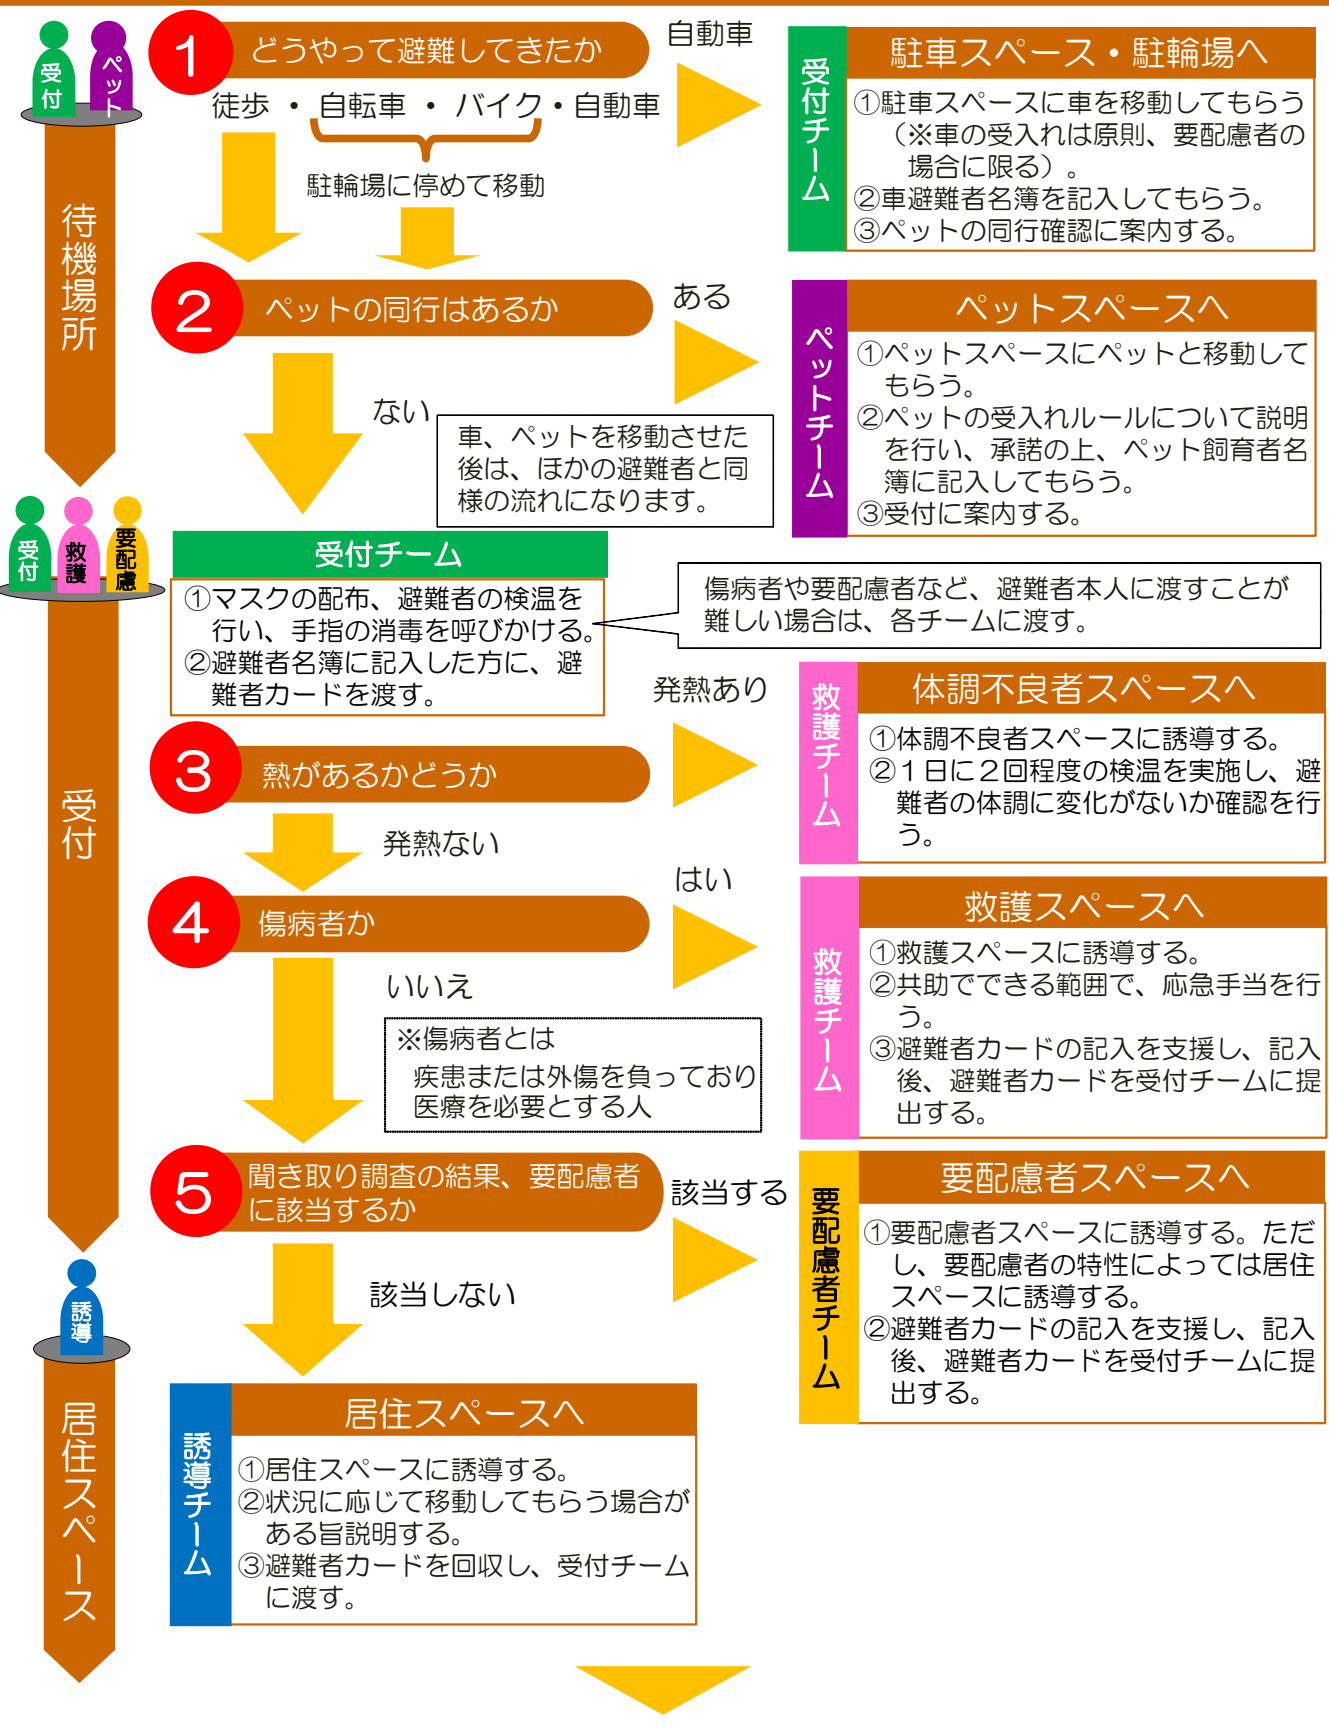 受付
ペット
待機場所
1
どうやって避難してきたか
自動車
徒歩 ・ 自転車 ・ バイク・自動車
駐輪場に停めて移動
受付チーム
駐車スペース・駐輪場へ
①駐車スペースに車を移動してもらう
（※車の受入れは原則、要配慮者の
場合に限る）。
②車避難者名簿を記入してもらう。
③ペットの同行確認に案内する。
2
ペットの同行はあるか
ある
ない
車、ペットを移動させた
後は、ほかの避難者と同
様の流れになります。
ペットチーム
ペットスペースへ
①ペットスペースにペットと移動して
もらう。
②ペットの受入れルールについて説明
を行い、承諾の上、ペット飼育者名
簿に記入してもらう。
③受付に案内する。
受付
救護
要配慮
受付
受付チーム
①マスクの配布、避難者の検温を
行い、手指の消毒を呼びかける。
②避難者名簿に記入した方に、避
難者カードを渡す。
傷病者や要配慮者など、避難者本人に渡すことが
難しい場合は、各チームに渡す。
3
熱があるかどうか
発熱あり
発熱ない
救護チーム
体調不良者スペースへ
①体調不良者スペースに誘導する。
②１日に２回程度の検温を実施し、避
難者の体調に変化がないか確認を行
う。
4
傷病者か
はい
いいえ
※傷病者とは
疾患または外傷を負っており
医療を必要とする人
救護チーム
救護スペースへ
①救護スペースに誘導する。
②共助でできる範囲で、応急手当を行
う。
③避難者カードの記入を支援し、記入
後、避難者カードを受付チームに提
出する。
5
聞き取り調査の結果、要配慮者
に該当するか
該当する
該当しない
要配慮者チーム
要配慮者スペースへ
①要配慮者スペースに誘導する。ただ
し、要配慮者の特性によっては居住
スペースに誘導する。
②避難者カードの記入を支援し、記入
後、避難者カードを受付チームに提
出する。
誘導
居住スペース
誘導チーム
居住スペースへ
①居住スペースに誘導する。
②状況に応じて移動してもらう場合が
ある旨説明する。
③避難者カードを回収し、受付チーム
に渡す。